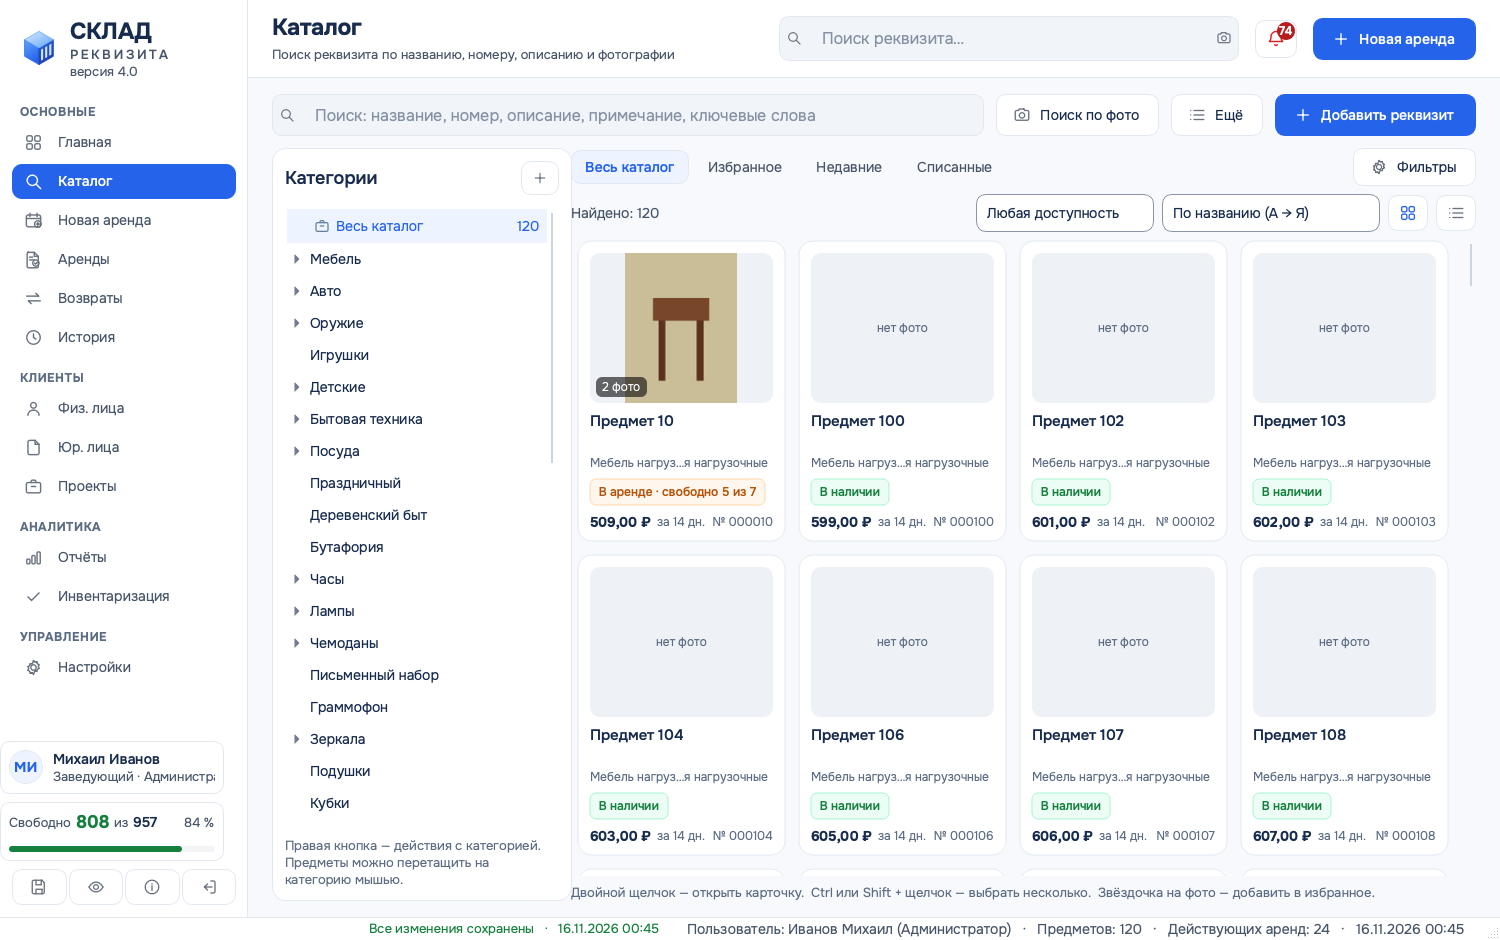 СКЛАД
РЕКВИЗИТА
версия 4.0
ОСНОВНЫЕ
Главная
Каталог
Новая аренда
Аренды
Возвраты
История
КЛИЕНТЫ
Физ. лица
Юр. лица
Проекты
АНАЛИТИКА
Отчёты
Инвентаризация
УПРАВЛЕНИЕ
Настройки
МИ
Михаил Иванов
Заведующий · Администра
Свободно 808 из 957 84 %
Каталог
Поиск реквизита по названию, номеру, описанию и фотографии
Поиск реквизита...
74
Новая аренда
Поиск: название, номер, описание, примечание, ключевые слова
Поиск по фото
Ещё
Добавить реквизит
Категории
Весь каталог 120
Мебель
Авто
Оружие
Игрушки
Детские
Бытовая техника
Посуда
Праздничный
Деревенский быт
Бутафория
Часы
Лампы
Чемоданы
Письменный набор
Граммофон
Зеркала
Подушки
Кубки
Правая кнопка — действия с категорией.
Предметы можно перетащить на
категорию мышью.
Весь каталог Избранное Недавние Списанные
Фильтры
Найдено: 120
Любая доступность
По названию (А → Я)
2 фото
Предмет 10
Мебель нагруз...я нагрузочные
В аренде · свободно 5 из 7
509,00 ₽ за 14 дн. № 000010
нет фото
Предмет 100
Мебель нагруз...я нагрузочные
В наличии
599,00 ₽ за 14 дн. № 000100
нет фото
Предмет 102
Мебель нагруз...я нагрузочные
В наличии
601,00 ₽ за 14 дн. № 000102
нет фото
Предмет 103
Мебель нагруз...я нагрузочные
В наличии
602,00 ₽ за 14 дн. № 000103
нет фото
Предмет 104
Мебель нагруз...я нагрузочные
В наличии
603,00 ₽ за 14 дн. № 000104
нет фото
Предмет 106
Мебель нагруз...я нагрузочные
В наличии
605,00 ₽ за 14 дн. № 000106
нет фото
Предмет 107
Мебель нагруз...я нагрузочные
В наличии
606,00 ₽ за 14 дн. № 000107
нет фото
Предмет 108
Мебель нагруз...я нагрузочные
В наличии
607,00 ₽ за 14 дн. № 000108
Двойной щелчок — открыть карточку. Ctrl или Shift + щелчок — выбрать несколько. Звёздочка на фото — добавить в избранное.
Все изменения сохранены · 16.11.2026 00:45 Пользователь: Иванов Михаил (Администратор) · Предметов: 120 · Действующих аренд: 24 · 16.11.2026 00:45